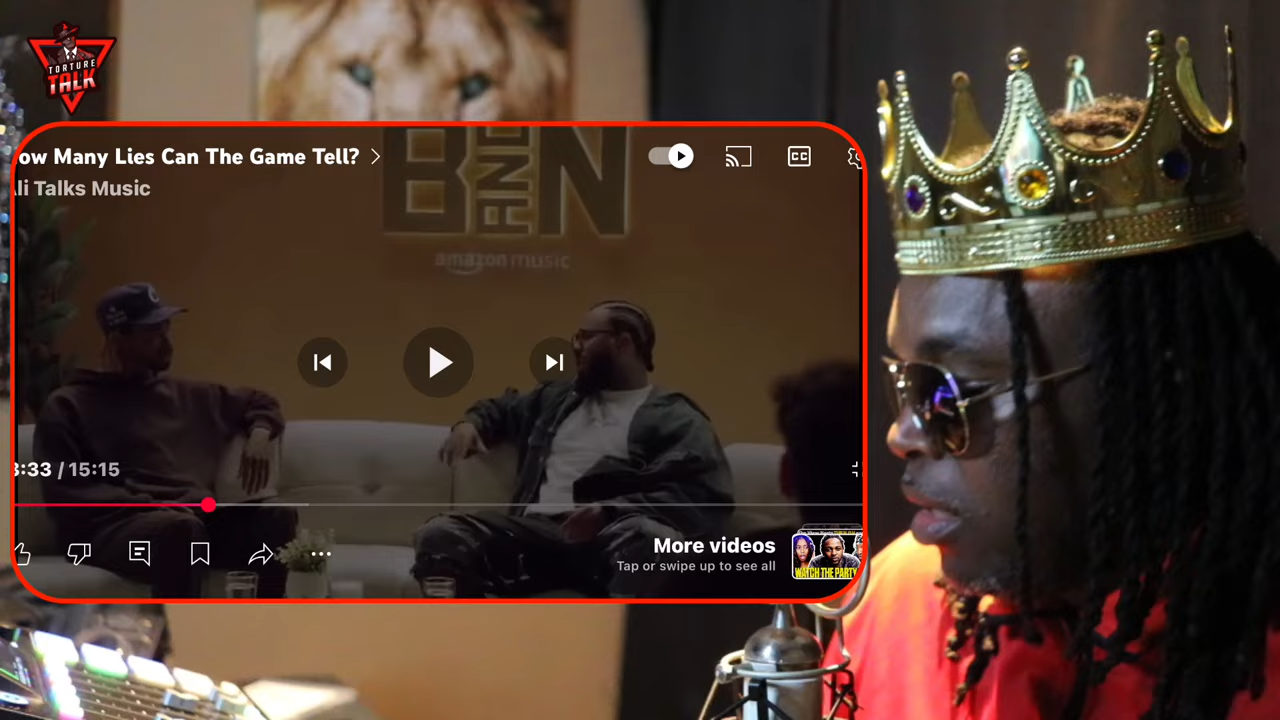 TORTURE
TALK
ow Many Lies Can The Game Tell?
li Talks Music
CC
B AND N
amazon music
3:33 / 15:15
More videos
Tap or swipe up to see all
WATCH THE PARTY